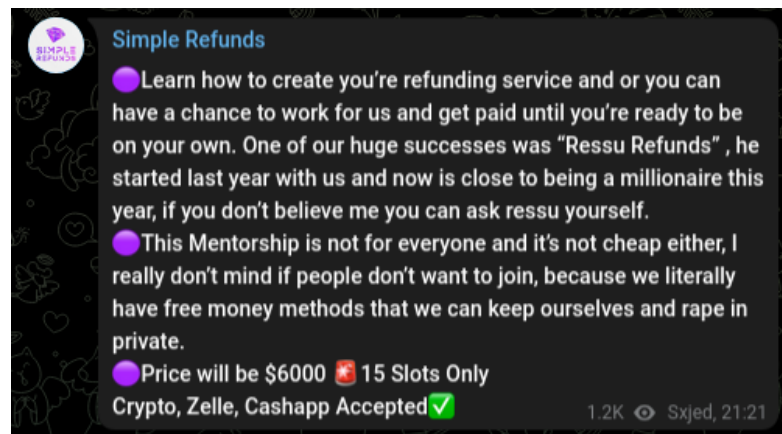 SIMPLE
REFUNDS
Simple Refunds
🟣Learn how to create you're refunding service and or you can
have a chance to work for us and get paid until you're ready to be
on your own. One of our huge successes was “Ressu Refunds” , he
started last year with us and now is close to being a millionaire this
year, if you don't believe me you can ask ressu yourself.
🟣This Mentorship is not for everyone and it's not cheap either, I
really don't mind if people don't want to join, because we literally
have free money methods that we can keep ourselves and rape in
private.
🟣Price will be $6000 🚨15 Slots Only
Crypto, Zelle, Cashapp Accepted✅
1.2K Sxjed, 21:21